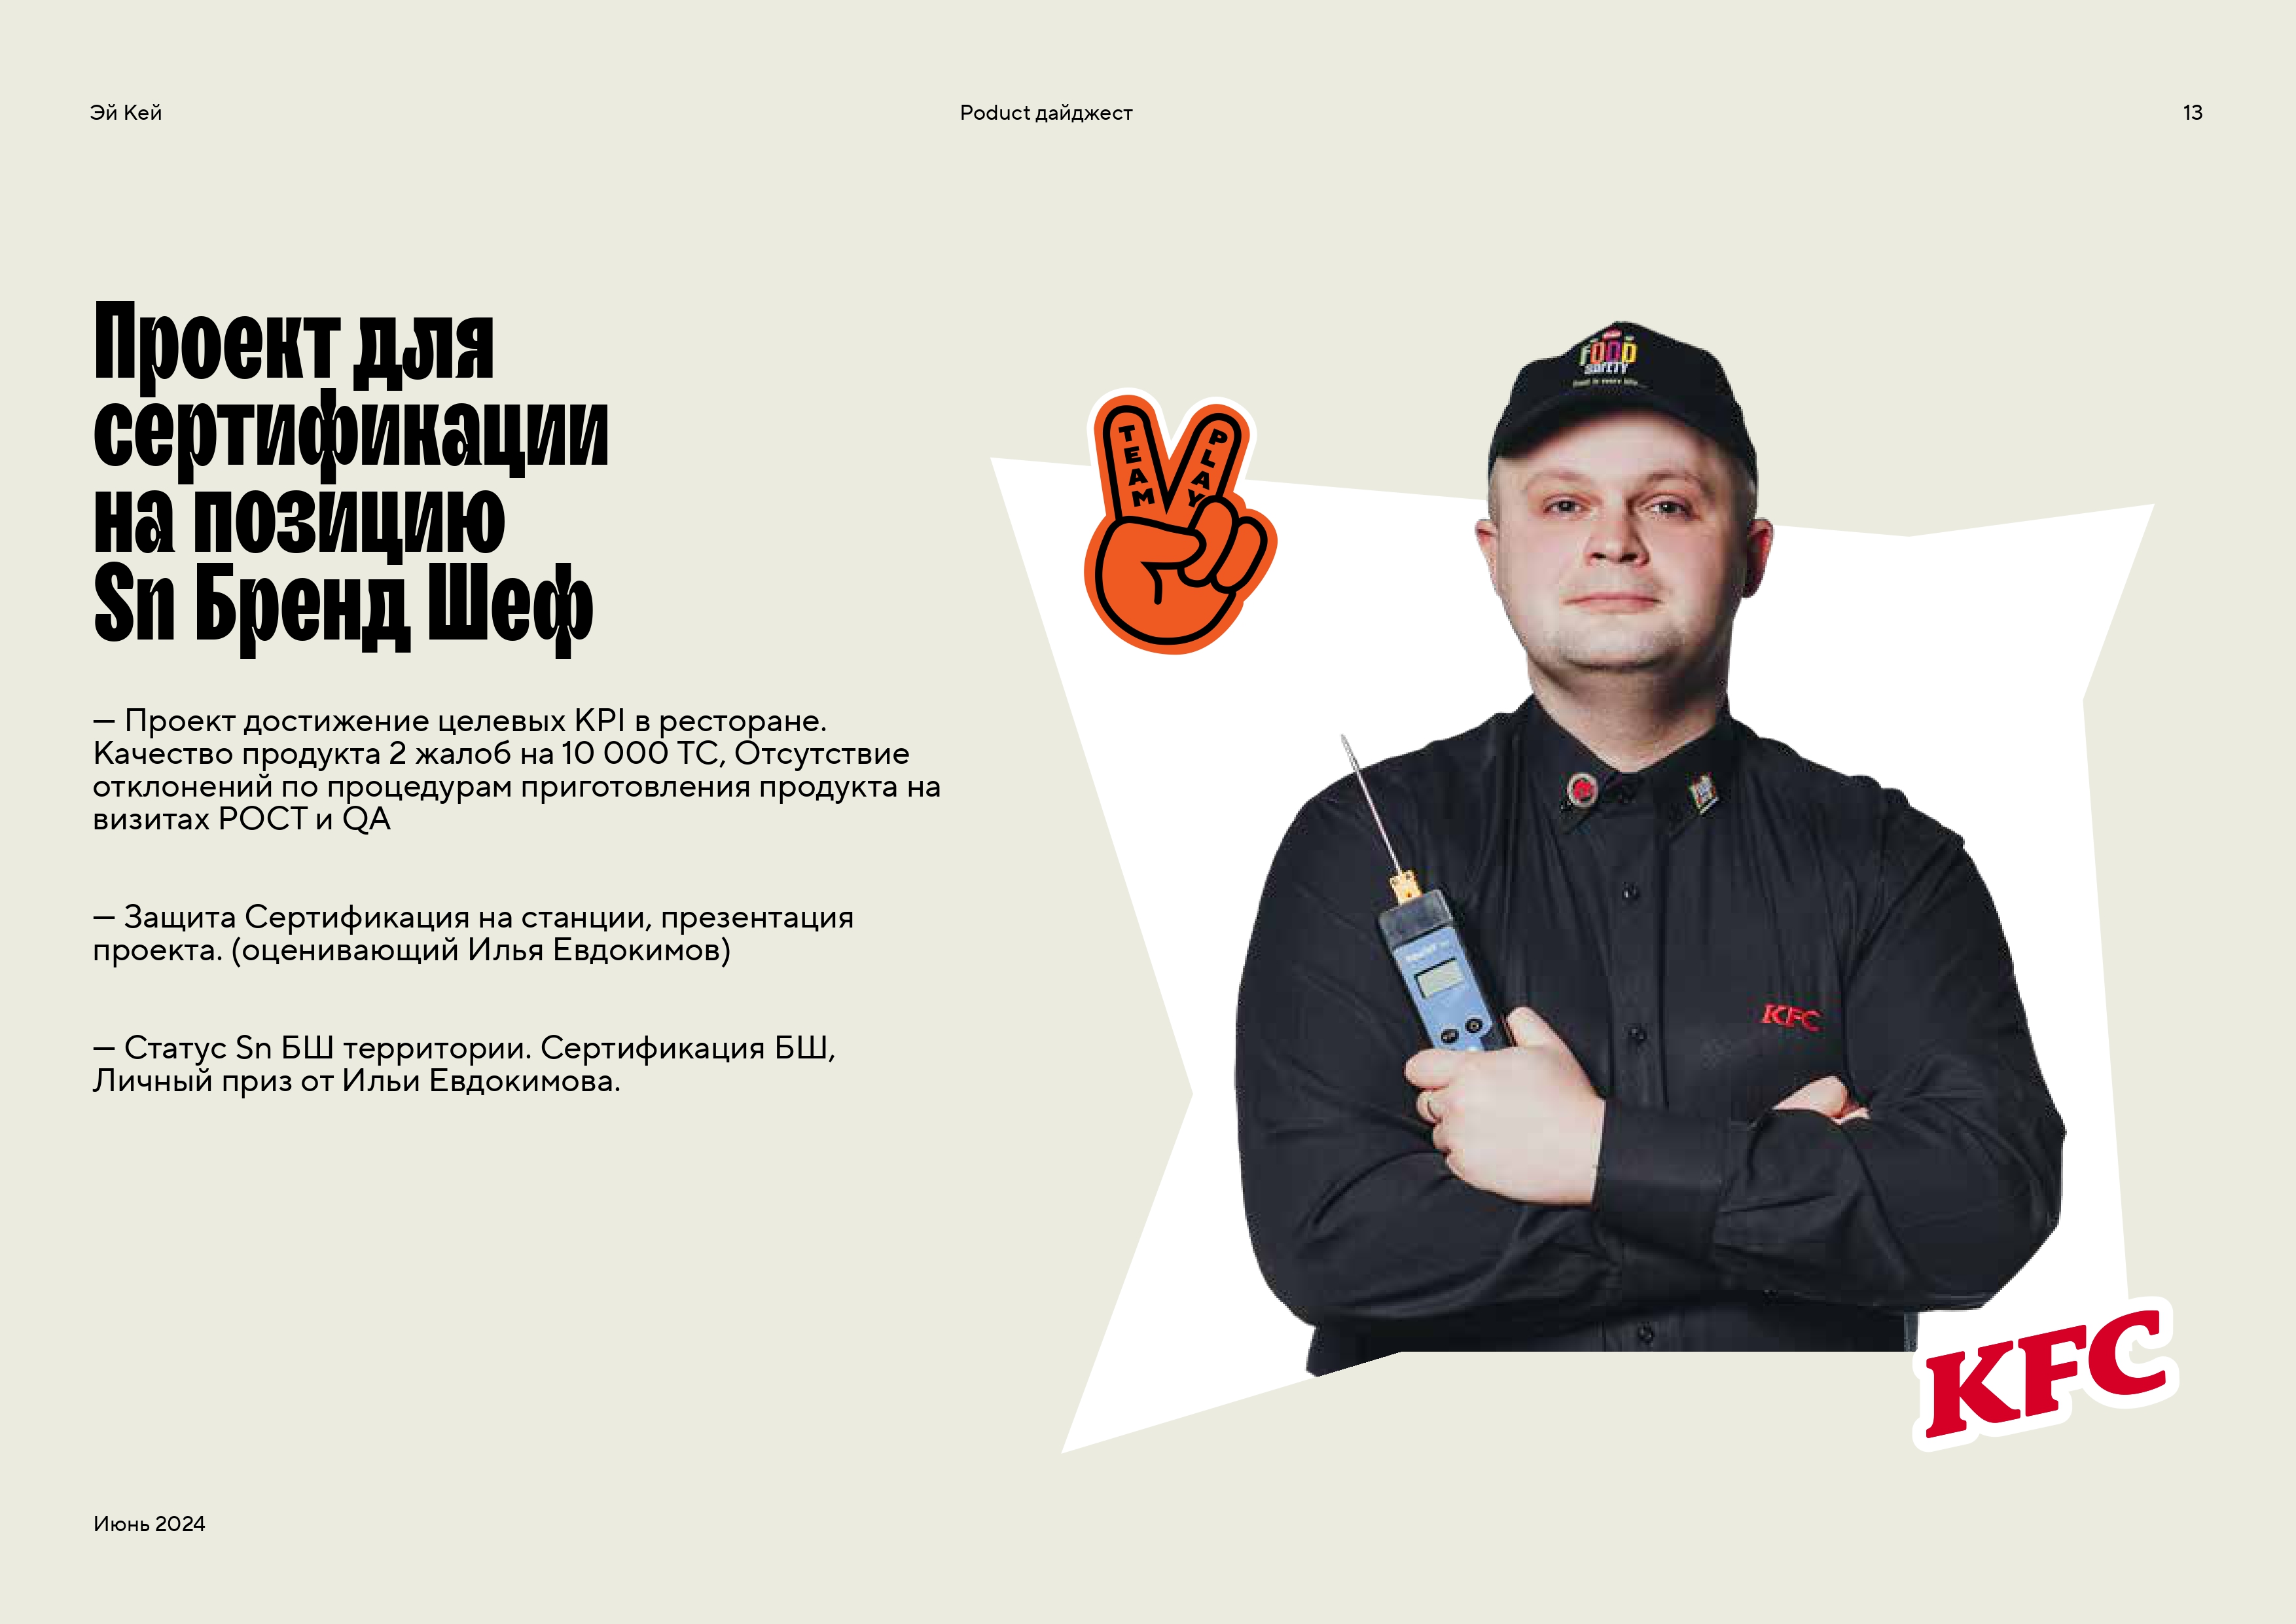 Эй Кей
Poduct дайджест
13
Проект для
сертификации
на позицию
Sn Бренд Шеф
— Проект достижение целевых KPI в ресторане.
Качество продукта 2 жалоб на 10 000 ТС, Отсутствие
отклонений по процедурам приготовления продукта на
визитах РОСТ и QA
— Защита Сертификация на станции, презентация
проекта. (оценивающий Илья Евдокимов)
— Статус Sn БШ территории. Сертификация БШ,
Личный приз от Ильи Евдокимова.
TEAM
PLAY
FOOD
SAFETY
KFC
KFC
Июнь 2024